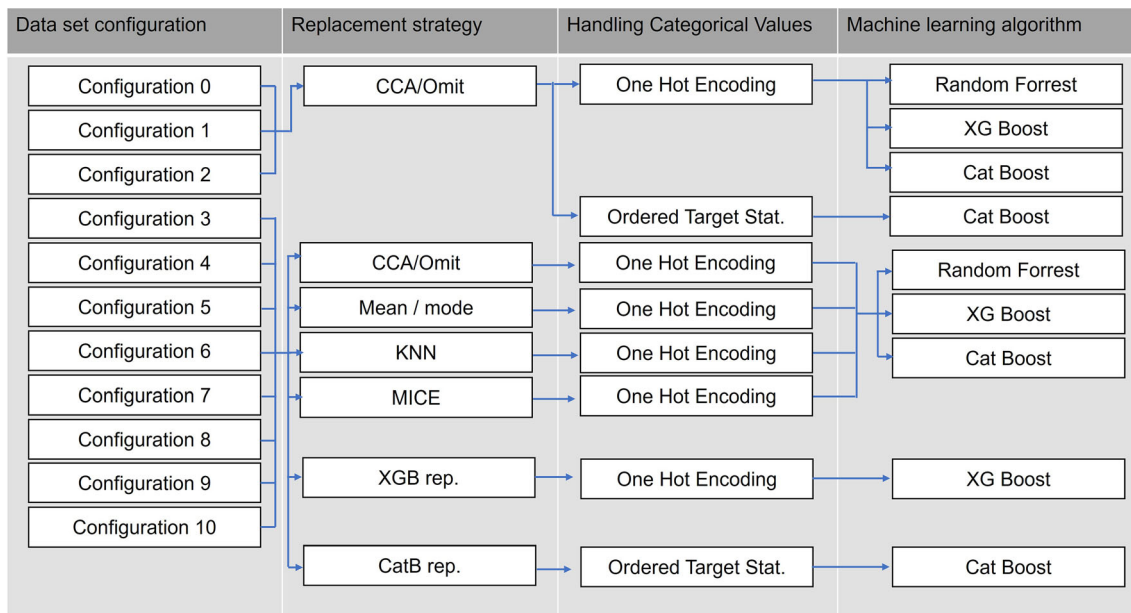 Data set configuration
Replacement strategy
Handling Categorical Values
Machine learning algorithm
Configuration 0
CCA/Omit
One Hot Encoding
Random Forrest
Configuration 1
XG Boost
Configuration 2
Cat Boost
Configuration 3
Ordered Target Stat.
Cat Boost
Configuration 4
CCA/Omit
One Hot Encoding
Random Forrest
Configuration 5
Mean / mode
One Hot Encoding
XG Boost
Configuration 6
KNN
One Hot Encoding
Cat Boost
Configuration 7
MICE
One Hot Encoding
Configuration 8
Configuration 9
XGB rep.
One Hot Encoding
XG Boost
Configuration 10
CatB rep.
Ordered Target Stat.
Cat Boost